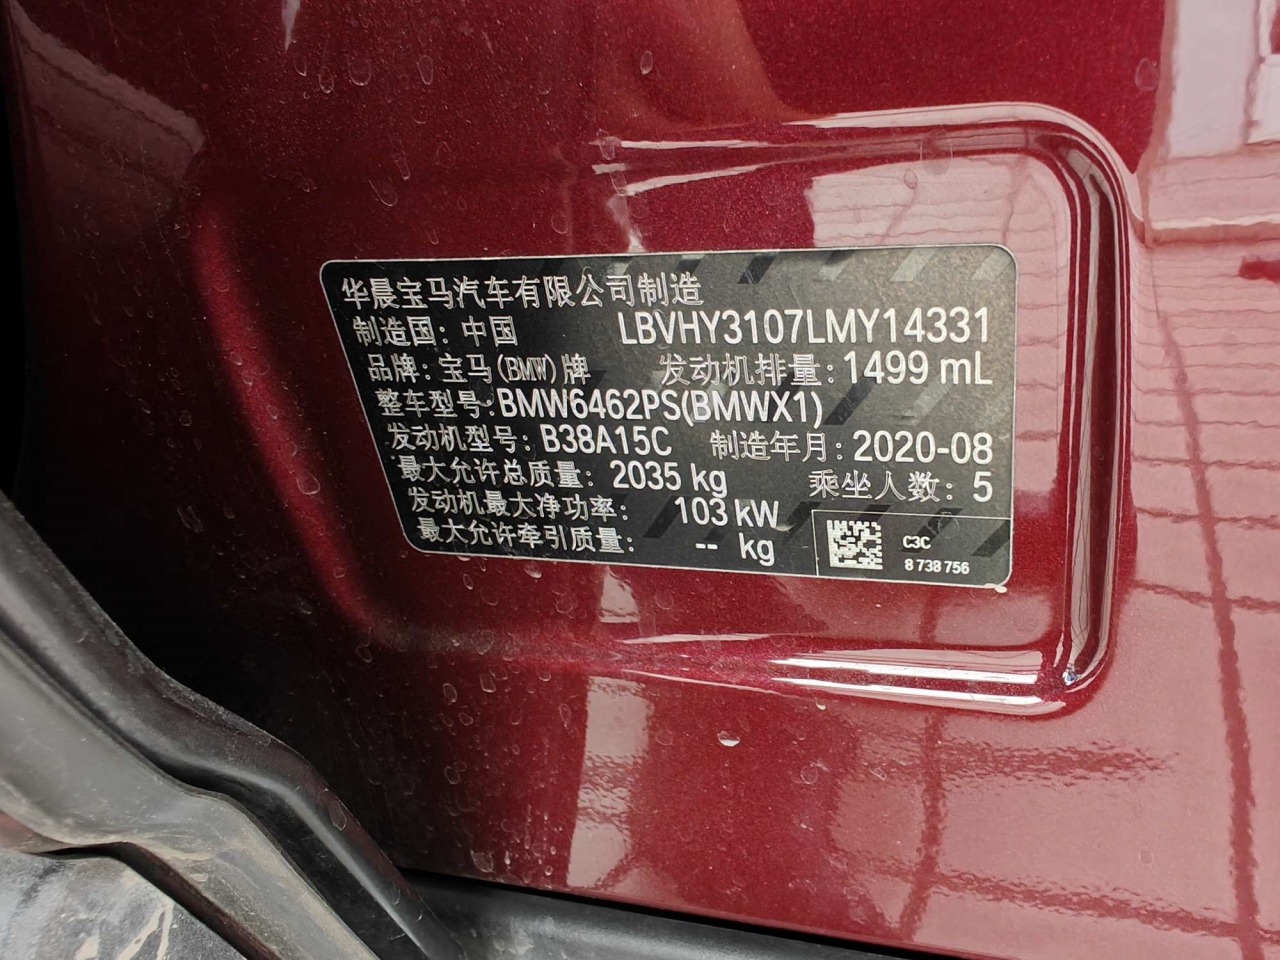 华晨宝马汽车有限公司制造
制造国：中国 LBVHY3107LMY14331
品牌：宝马(BMW)牌 发动机排量：1499 mL
整车型号：BMW6462PS(BMWX1)
发动机型号：B38A15C 制造年月：2020-08
最大允许总质量：2035 kg 乘坐人数：5
发动机最大净功率：103 kW
最大允许牵引质量：-- kg
C3C
8 738 756